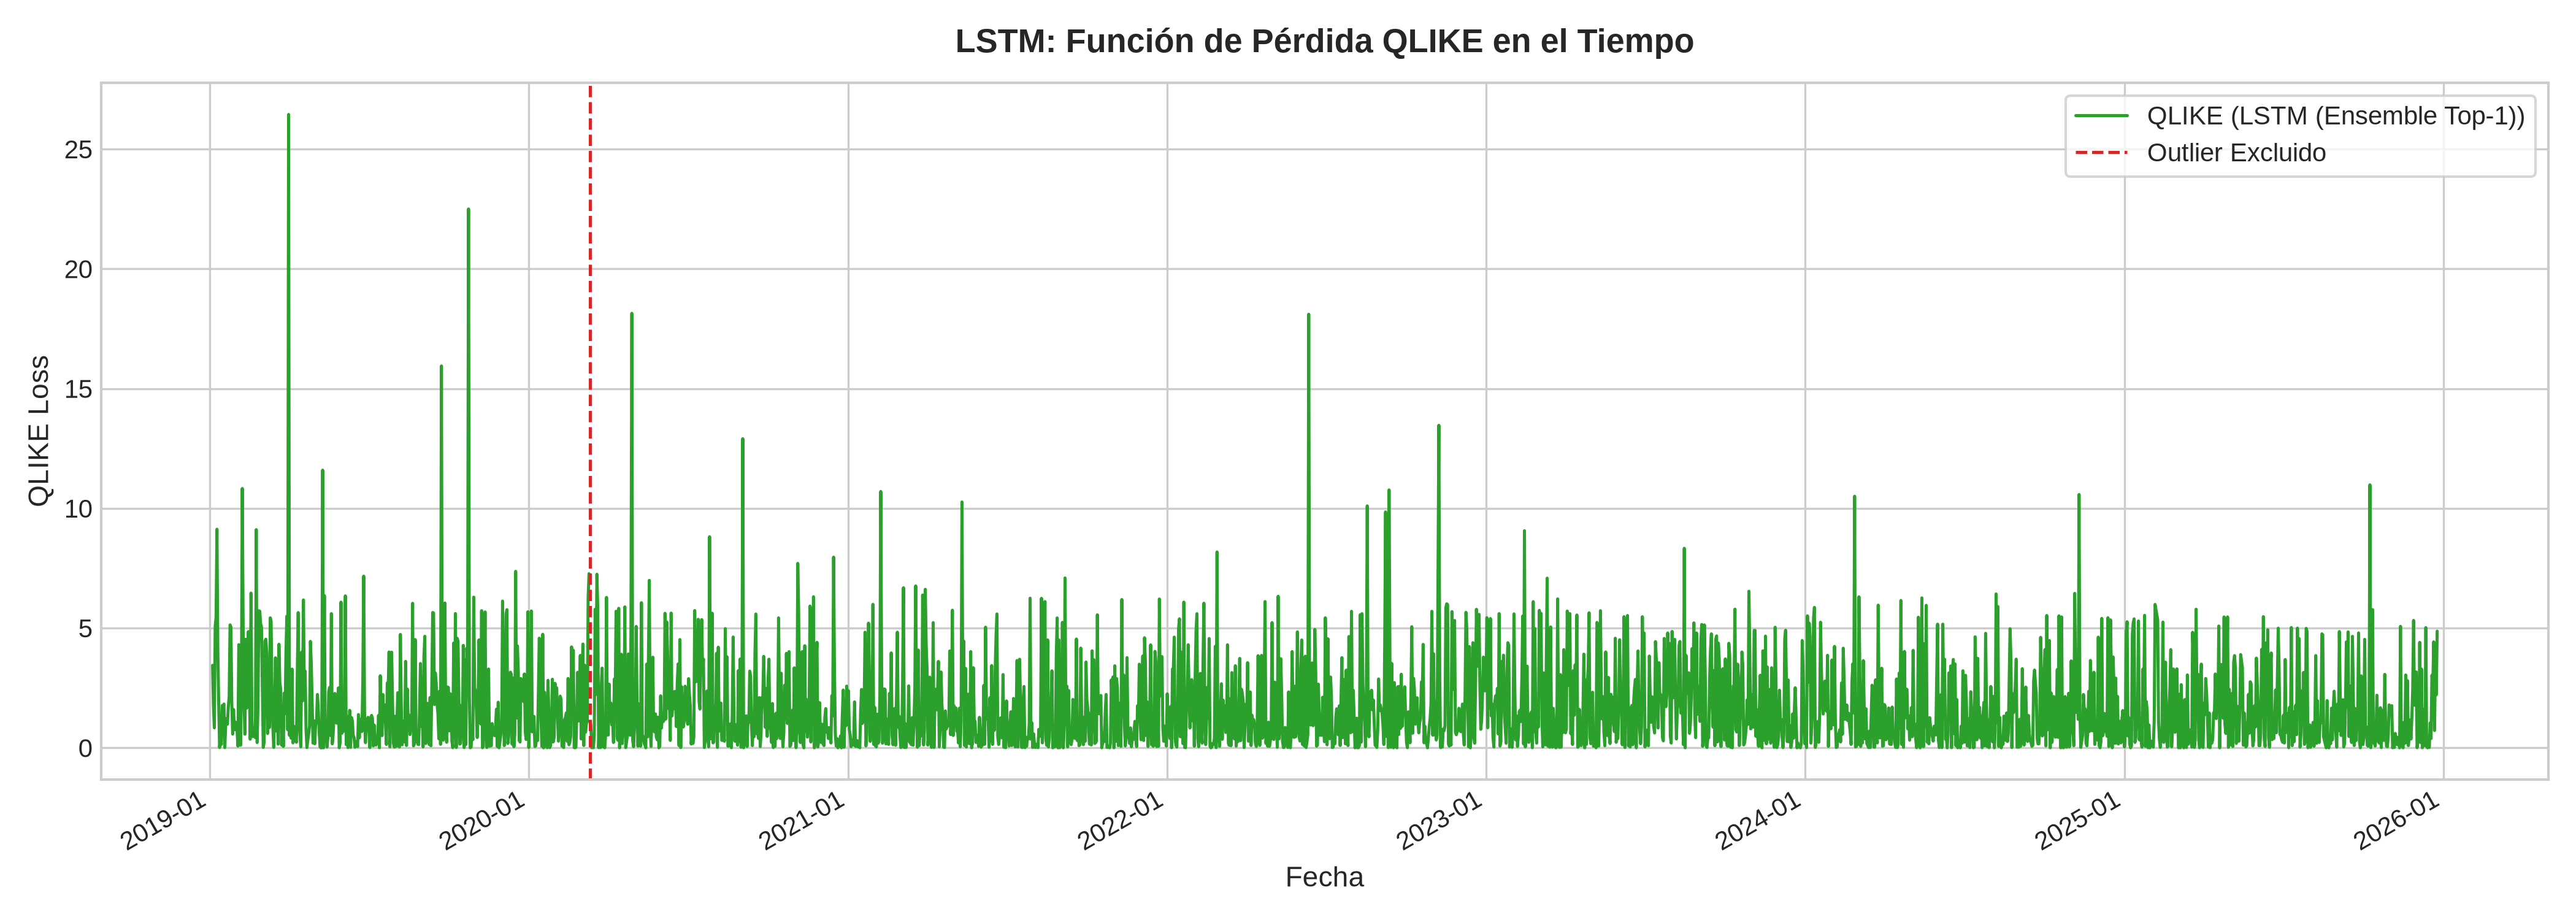 LSTM: Función de Pérdida QLIKE en el Tiempo
QLIKE (LSTM (Ensemble Top-1))
Outlier Excluido
QLIKE Loss
25
20
15
10
5
0
2019-01
2020-01
2021-01
2022-01
2023-01
2024-01
2025-01
2026-01
Fecha